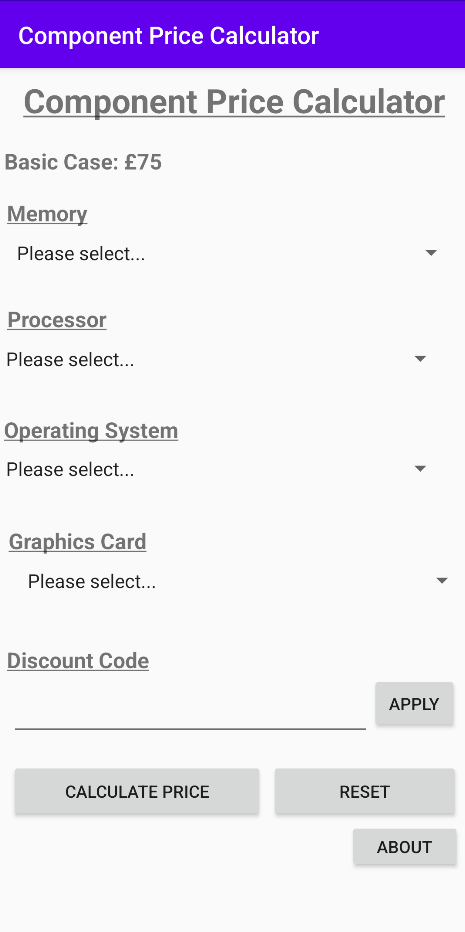 Component Price Calculator
Component Price Calculator
Basic Case: £75
Memory
Please select...
Processor
Please select...
Operating System
Please select...
Graphics Card
Please select...
Discount Code
APPLY
CALCULATE PRICE RESET
ABOUT